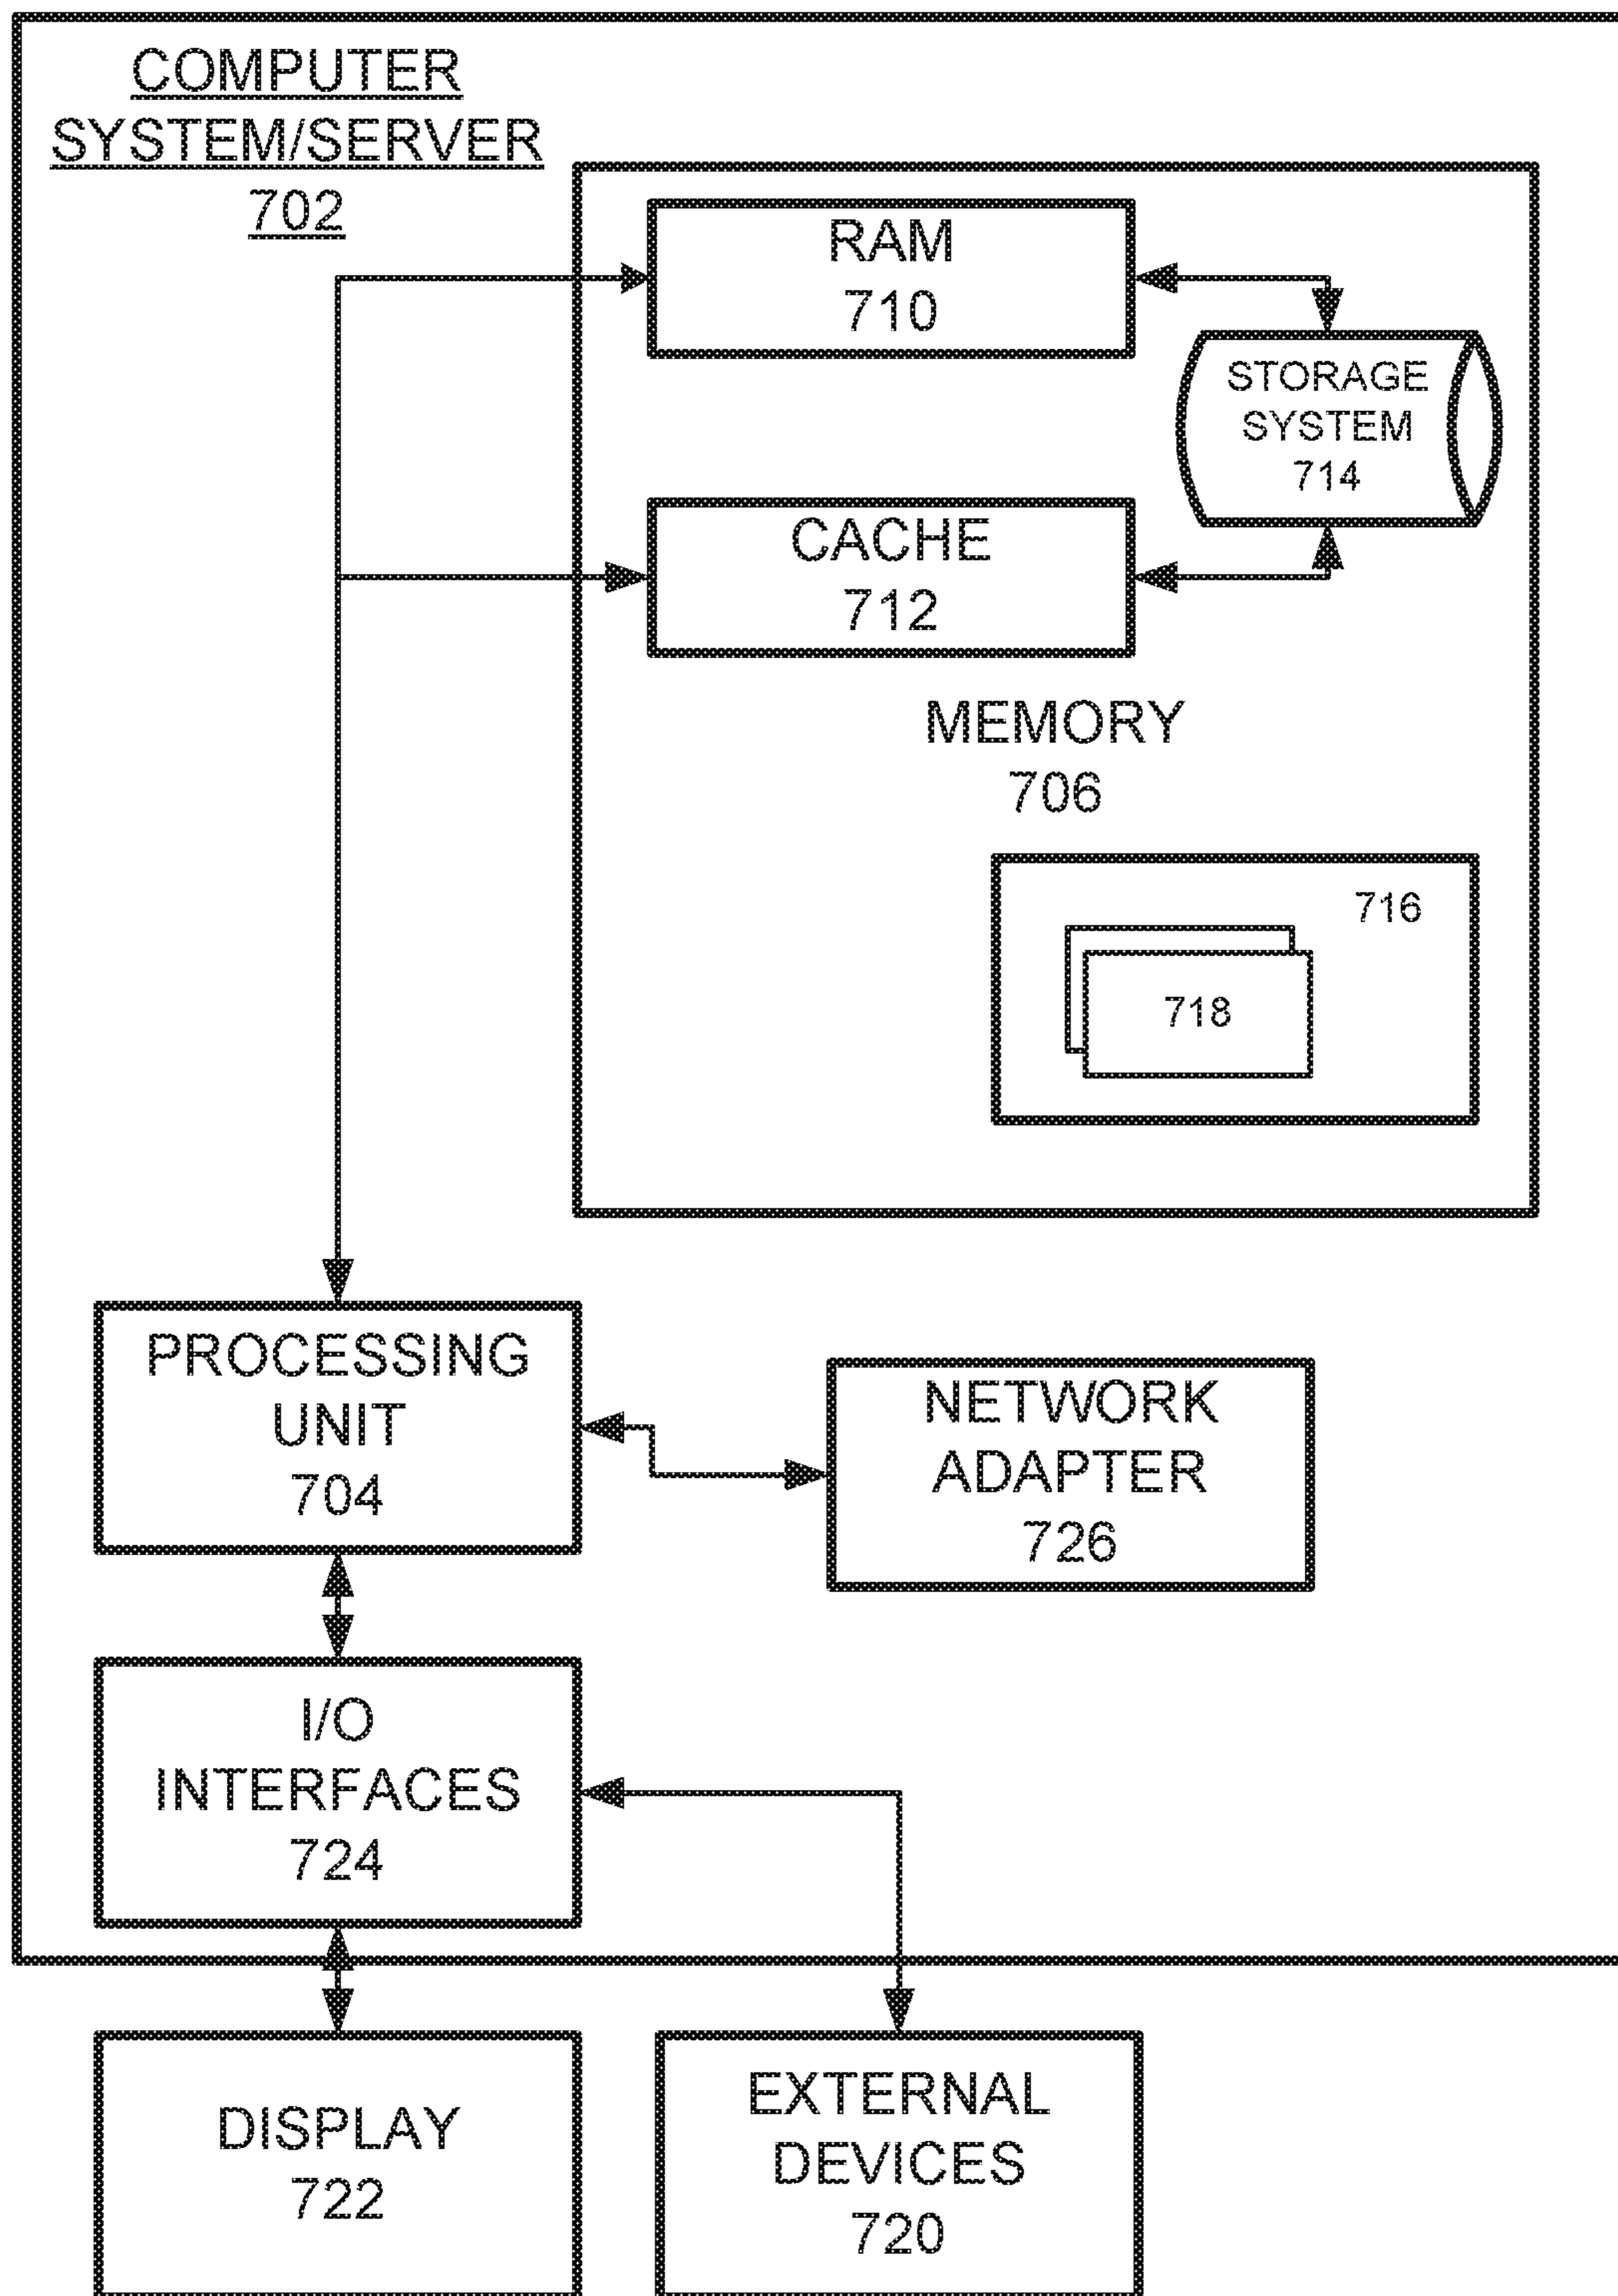 COMPUTER
SYSTEM/SERVER
702
RAM
710
STORAGE
SYSTEM
714
CACHE
712
MEMORY
706
716
718
PROCESSING
UNIT
704
NETWORK
ADAPTER
726
I/O
INTERFACES
724
DISPLAY
722
EXTERNAL
DEVICES
720